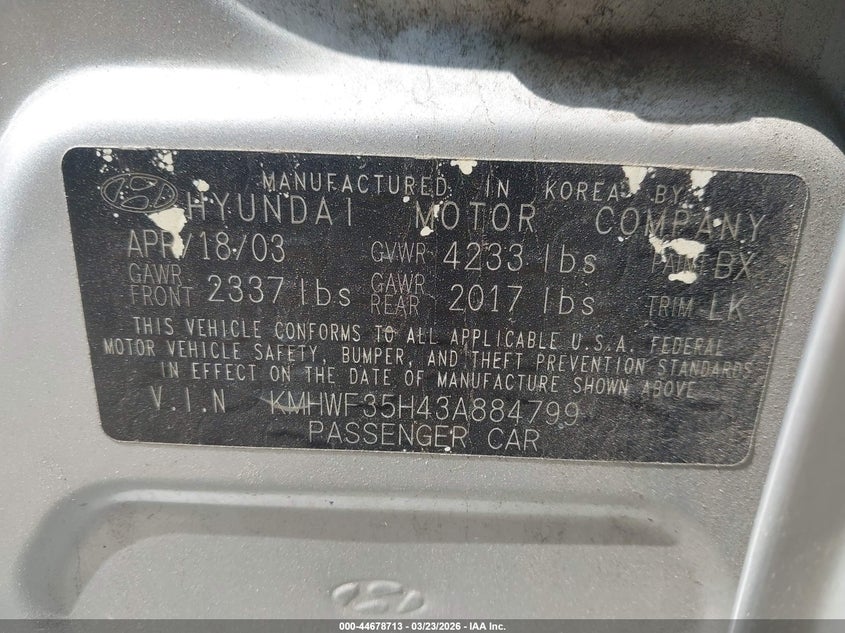 MANUFACTURED IN KOREA BY
HYUNDAI MOTOR COMPANY
APR/18/03 GVWR 4233 lbs PAINT BX
GAWR FRONT 2337 lbs GAWR REAR 2017 lbs TRIM LK
THIS VEHICLE CONFORMS TO ALL APPLICABLE U.S.A. FEDERAL
MOTOR VEHICLE SAFETY, BUMPER, AND THEFT PREVENTION STANDARDS
IN EFFECT ON THE DATE OF MANUFACTURE SHOWN ABOVE
V.I.N KMHWF35H43A884799
PASSENGER CAR
000-44678713 — 03/23/2026 — IAA Inc.